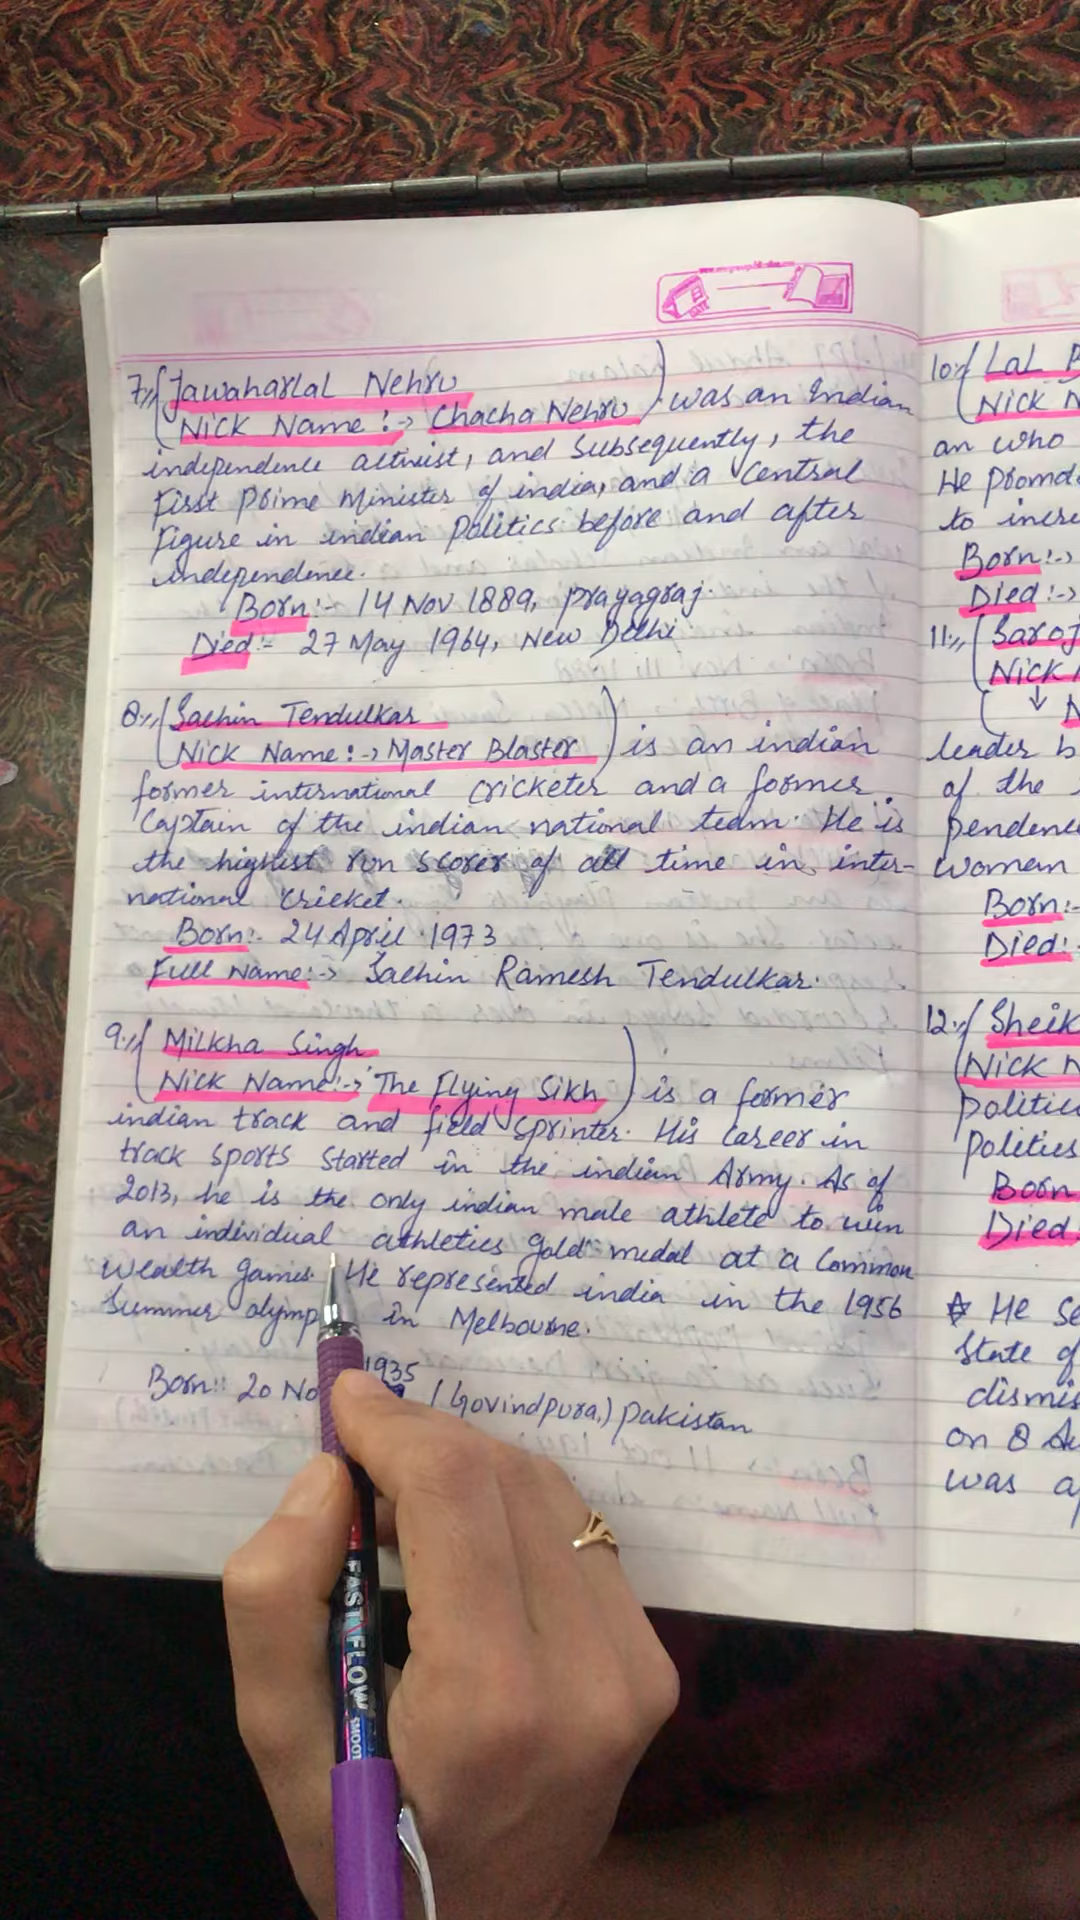 7.// Jawaharlal Nehru
Nick Name :-> Chacha Nehru ) was an Indian
independence activist, and subsequently, the
First Prime Minister of india, and a Central
Figure in indian Politics before and after
independence.
Born:- 14 Nov 1889, prayagraj.
Died:- 27 May 1964, New Delhi
8.// (Sachin Tendulkar
Nick Name :-> Master Blaster ) is an indian
former international cricketer and a former
Captain of the indian national team. He is
the highest run scorer of all time in inter-
national cricket.
Born:- 24 April 1973
Full Name:-> Sachin Ramesh Tendulkar.
9.// ( Milkha Singh
Nick Name:-> The Flying Sikh ) is a former
indian track and field sprinter. His career in
track sports started in the indian Army. As of
2013, he is the only indian male athlete to win
an individual athletics gold medal at a Common
wealth games. He represented india in the 1956
Summer olymp in Melbourne.
Born:- 20 No 1935 (Govindpura,) pakistan
FAST FLOW
10.// ( Lal
Nick N
an who
He promo
to incre
Born:->
Died:->
11.// (Saroj
Nick
leader b
of the
pendence
woman
Born:-
Died:-
12.// ( Sheik
Nick N
politic
Politics
Born
Died
☆ He se
State of
dismis
on 8 Au
was a